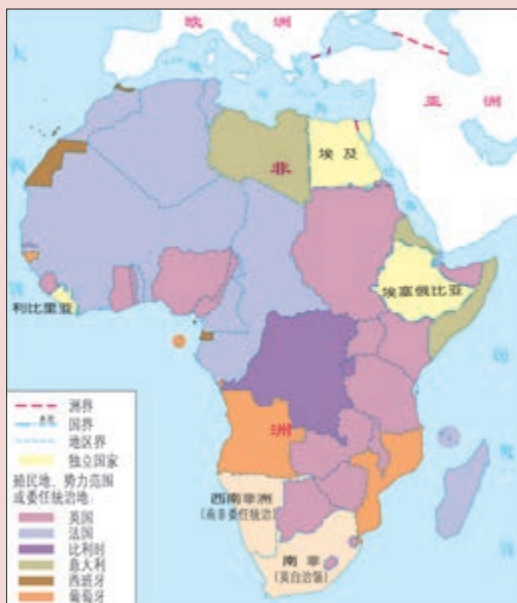 欧 洲
亚 洲
非
埃 及
埃塞俄比亚
利比里亚
洲
西南非洲
(南非委任统治)
南 非
(英自治领)
洲界
国界
地区界
独立国家
殖民地、势力范围
或委任统治地:
英国
法国
比利时
意大利
西班牙
葡萄牙